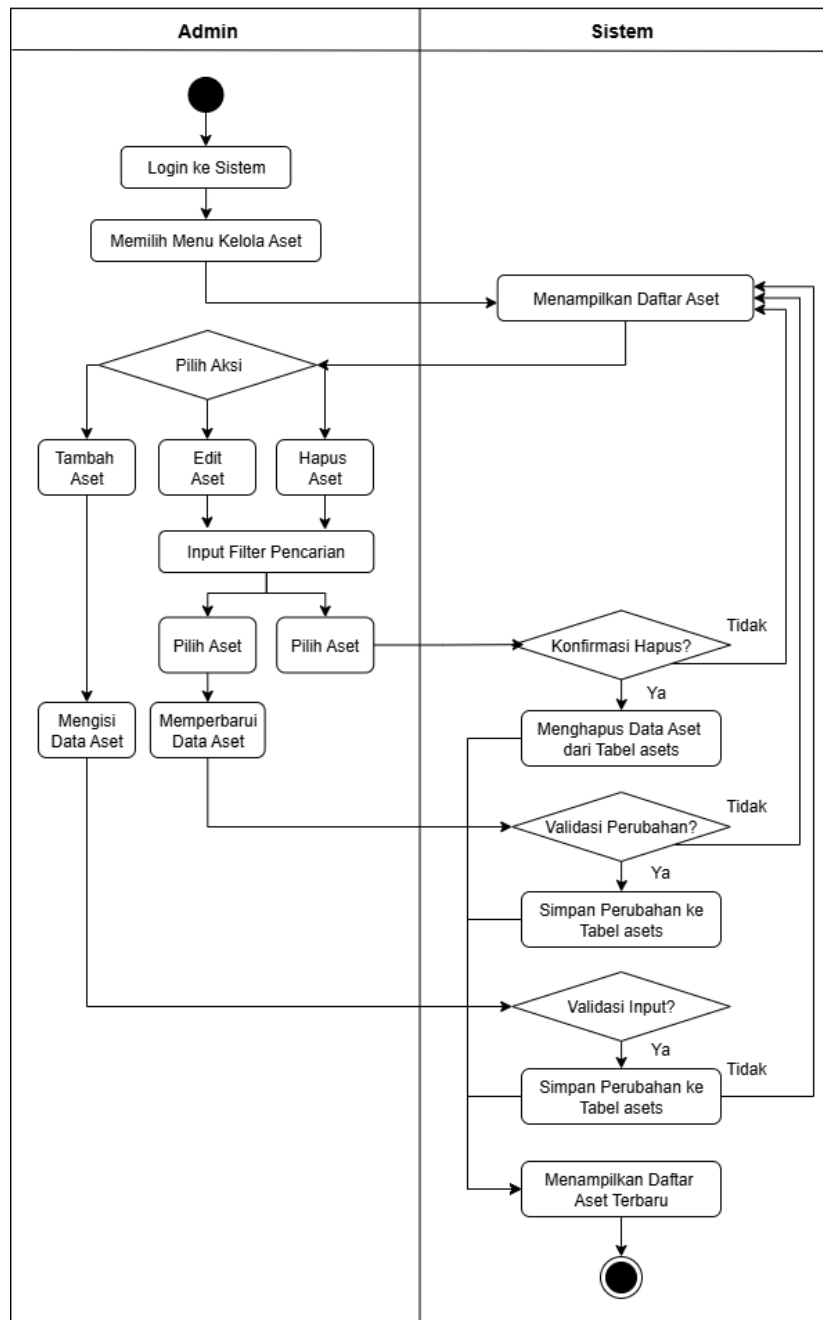 Admin
Sistem
Login ke Sistem
Memilih Menu Kelola Aset
Menampilkan Daftar Aset
Pilih Aksi
Tambah
Aset
Edit
Aset
Hapus
Aset
Input Filter Pencarian
Pilih Aset
Pilih Aset
Konfirmasi Hapus?
Tidak
Ya
Mengisi
Data Aset
Memperbarui
Data Aset
Menghapus Data Aset
dari Tabel asets
Validasi Perubahan?
Tidak
Ya
Simpan Perubahan ke
Tabel asets
Validasi Input?
Ya
Tidak
Simpan Perubahan ke
Tabel asets
Menampilkan Daftar
Aset Terbaru